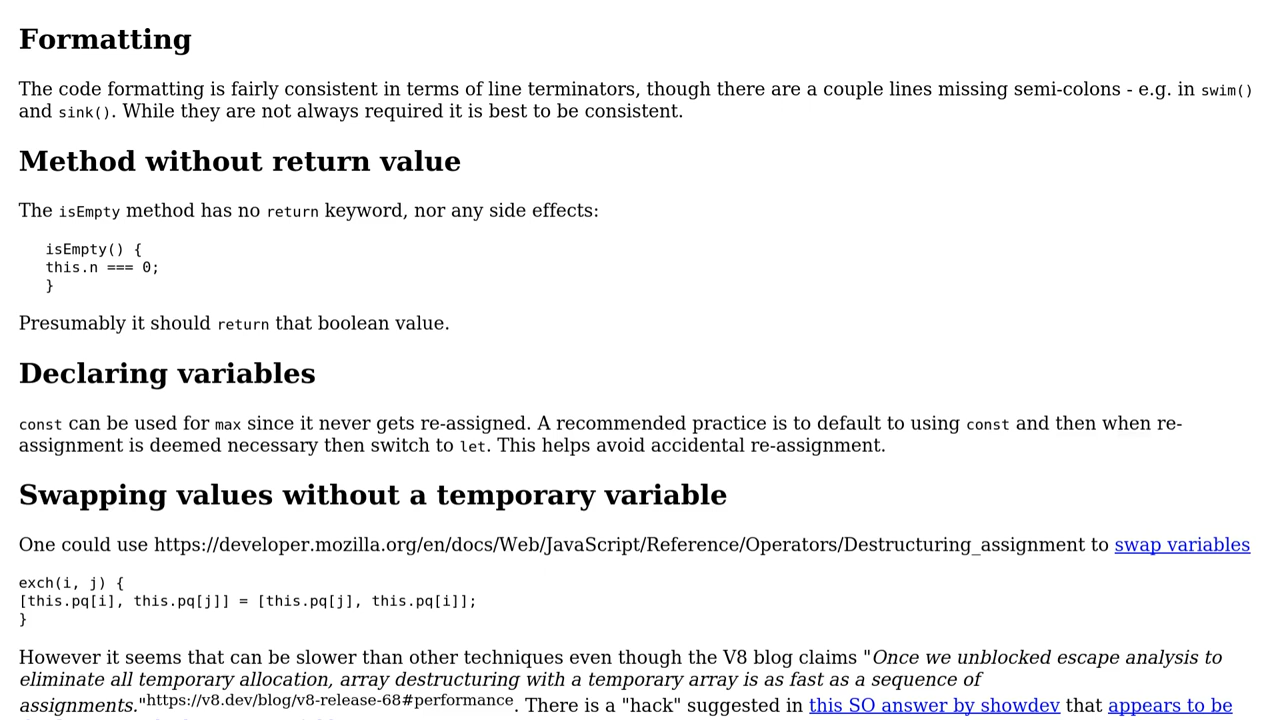 Formatting
The code formatting is fairly consistent in terms of line terminators, though there are a couple lines missing semi-colons - e.g. in swim()
and sink(). While they are not always required it is best to be consistent.
Method without return value
The isEmpty method has no return keyword, nor any side effects:
isEmpty() {
this.n === 0;
}
Presumably it should return that boolean value.
Declaring variables
const can be used for max since it never gets re-assigned. A recommended practice is to default to using const and then when re-
assignment is deemed necessary then switch to let. This helps avoid accidental re-assignment.
Swapping values without a temporary variable
One could use https://developer.mozilla.org/en/docs/Web/JavaScript/Reference/Operators/Destructuring_assignment to swap variables
exch(i, j) {
[this.pq[i], this.pq[j]] = [this.pq[j], this.pq[i]];
}
However it seems that can be slower than other techniques even though the V8 blog claims "Once we unblocked escape analysis to
eliminate all temporary allocation, array destructuring with a temporary array is as fast as a sequence of
assignments."https://v8.dev/blog/v8-release-68#performance. There is a "hack" suggested in this SO answer by showdev that appears to be